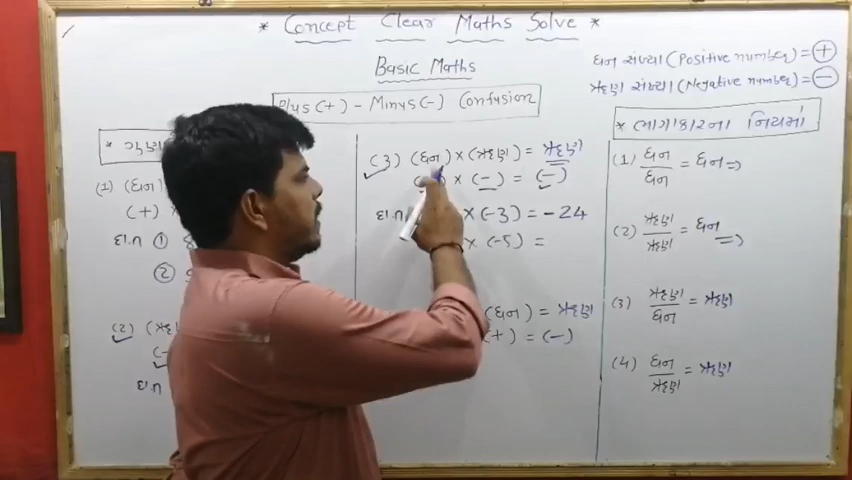 * Concept Clear Maths Solve *
Basic Maths
Plus (+) - Minus (-) Confusion
ધન સંખ્યા (Positive number) = (+)
ઋણ સંખ્યા (Negative number) = (-)
(1) (ધન)
(+)
દા.ત ①
②
(2) (ઋણ
(-
દા.ત
(3) (ધન) × (ઋણ) = ઋણ
× (-) = (-)
દા.ત × (-3) = -24
× (-5) =
(ધન) = ઋણ
(+) = (-)
* ભાગાકારના નિયમો
(1) ધન/ધન = ધન ⇒
(2) ઋણ/ઋણ = ધન ⇒
(3) ઋણ/ધન = ઋણ
(4) ધન/ઋણ = ઋણ